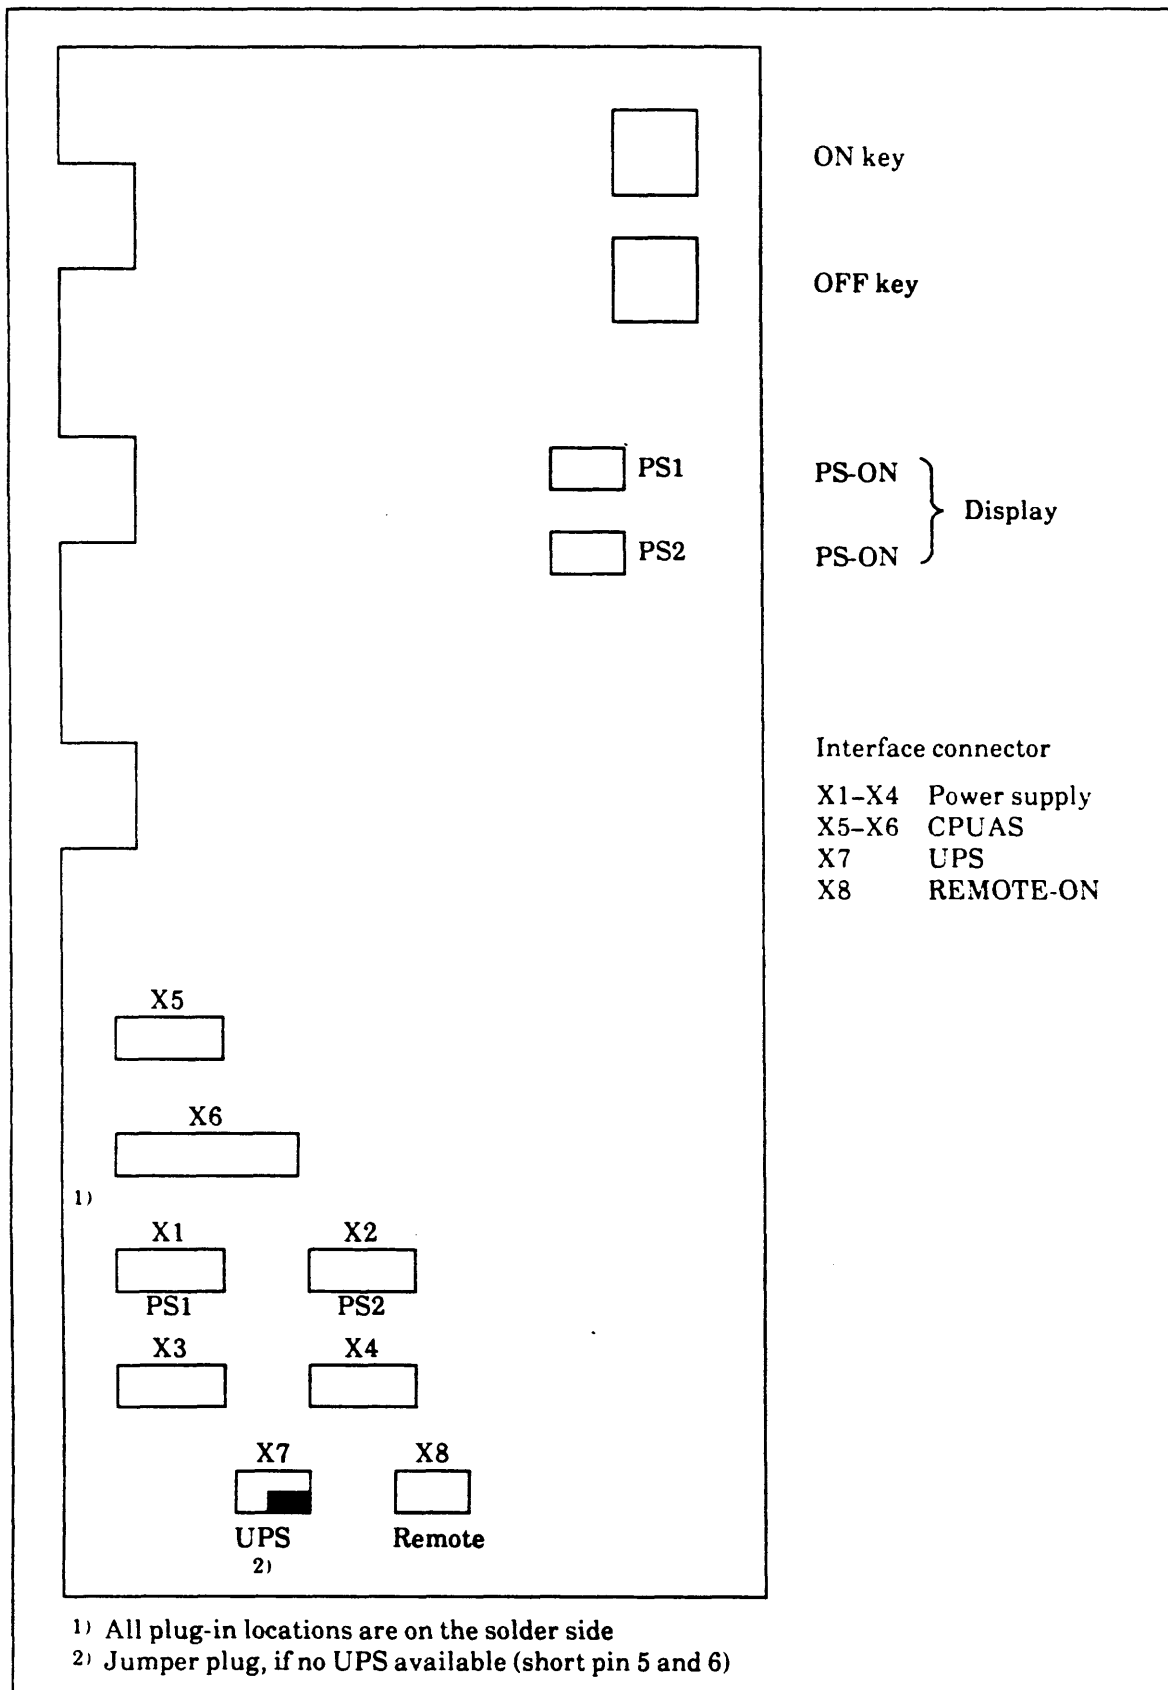 ON key
OFF key
PS1 PS-ON
Display
PS2 PS-ON
Interface connector
X1-X4 Power supply
X5-X6 CPUAS
X7 UPS
X8 REMOTE-ON
X5
X6
1)
X1 X2
PS1 PS2
X3 X4
X7 X8
UPS Remote
2)
1) All plug-in locations are on the solder side
2) Jumper plug, if no UPS available (short pin 5 and 6)